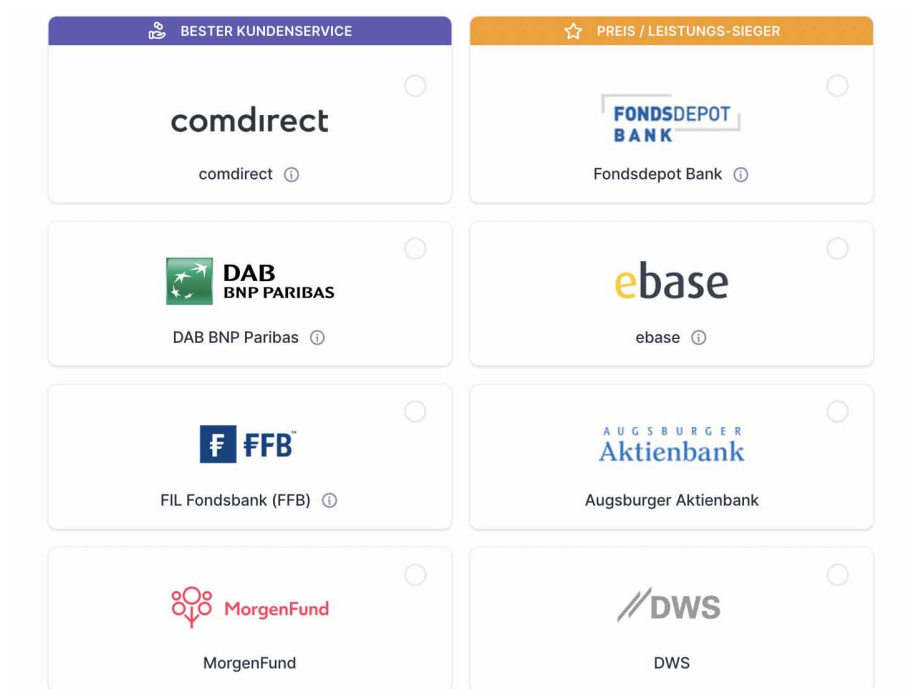 BESTER KUNDENSERVICE
comdirect
comdirect
PREIS / LEISTUNGS-SIEGER
FONDSDEPOT
BANK
Fondsdepot Bank
DAB
BNP PARIBAS
DAB BNP Paribas
ebase
ebase
FFB™
FIL Fondsbank (FFB)
AUGSBURGER
Aktienbank
Augsburger Aktienbank
MorgenFund
MorgenFund
DWS
DWS